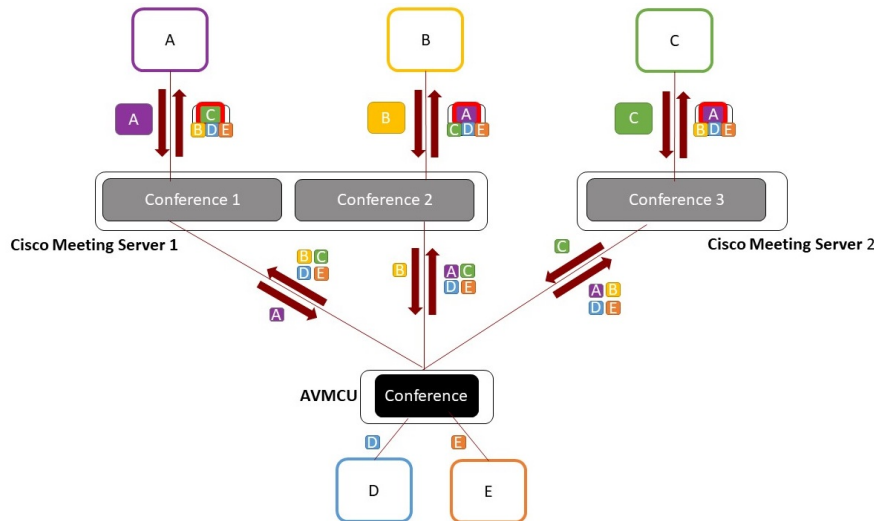 A
B
C
A
C
B D E
B
A
C D E
C
A
B D E
Conference 1
Conference 2
Conference 3
Cisco Meeting Server 1
Cisco Meeting Server 2
B C
D E
A
B
A C
D E
C
A B
D E
AVMCU
Conference
D
E
D
E